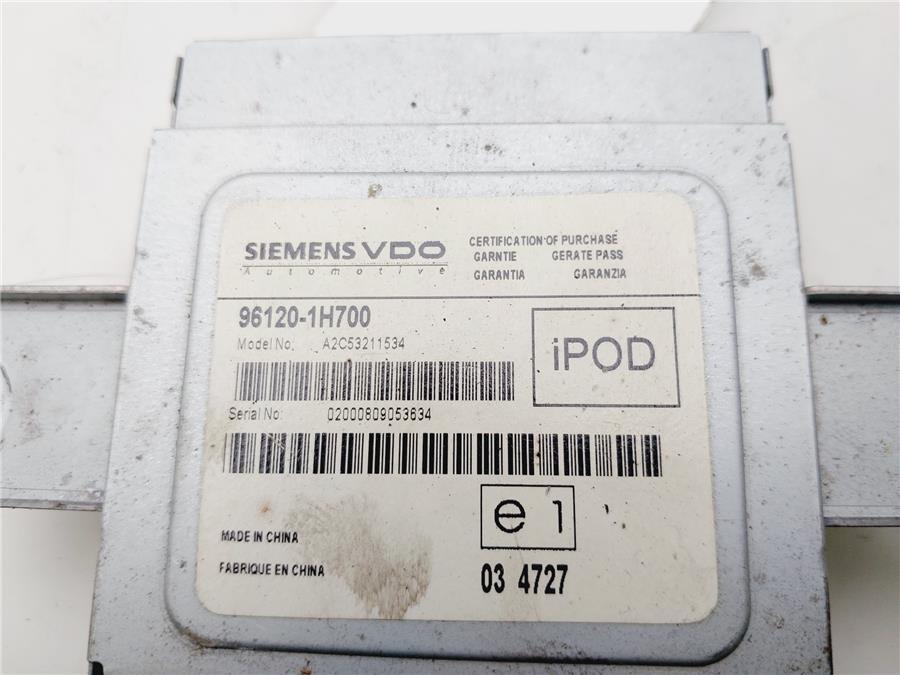 SIEMENS VDO
Automotive
CERTIFICATION OF PURCHASE
GARNTIE GERATE PASS
GARANTIA GARANZIA
96120-1H700
Model No. A2C53211534
iPOD
Serial No: 02000809053634
e1
MADE IN CHINA
FABRIQUE EN CHINA
03 4727